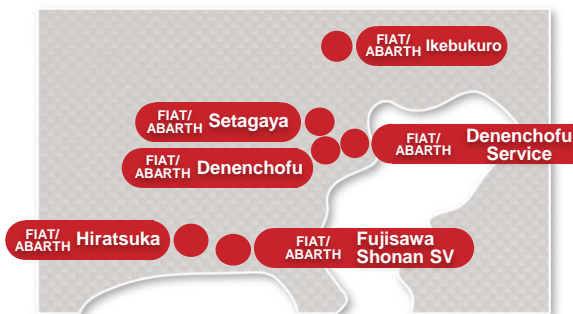 FIAT/
ABARTH Ikebukuro
FIAT/
ABARTH Setagaya
FIAT/
ABARTH Denenchofu
Service
FIAT/
ABARTH Denenchofu
FIAT/
ABARTH Hiratsuka
FIAT/
ABARTH Fujisawa
Shonan SV